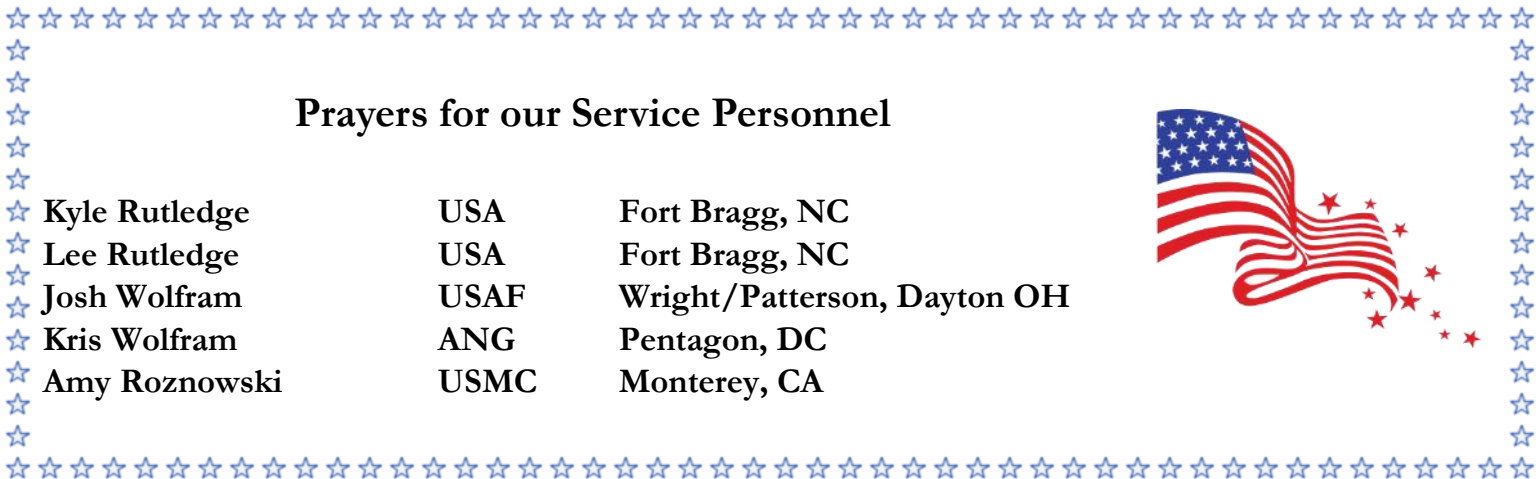 Prayers for our Service Personnel
Kyle Rutledge USA Fort Bragg, NC
Lee Rutledge USA Fort Bragg, NC
Josh Wolfram USAF Wright/Patterson, Dayton OH
Kris Wolfram ANG Pentagon, DC
Amy Roznowski USMC Monterey, CA